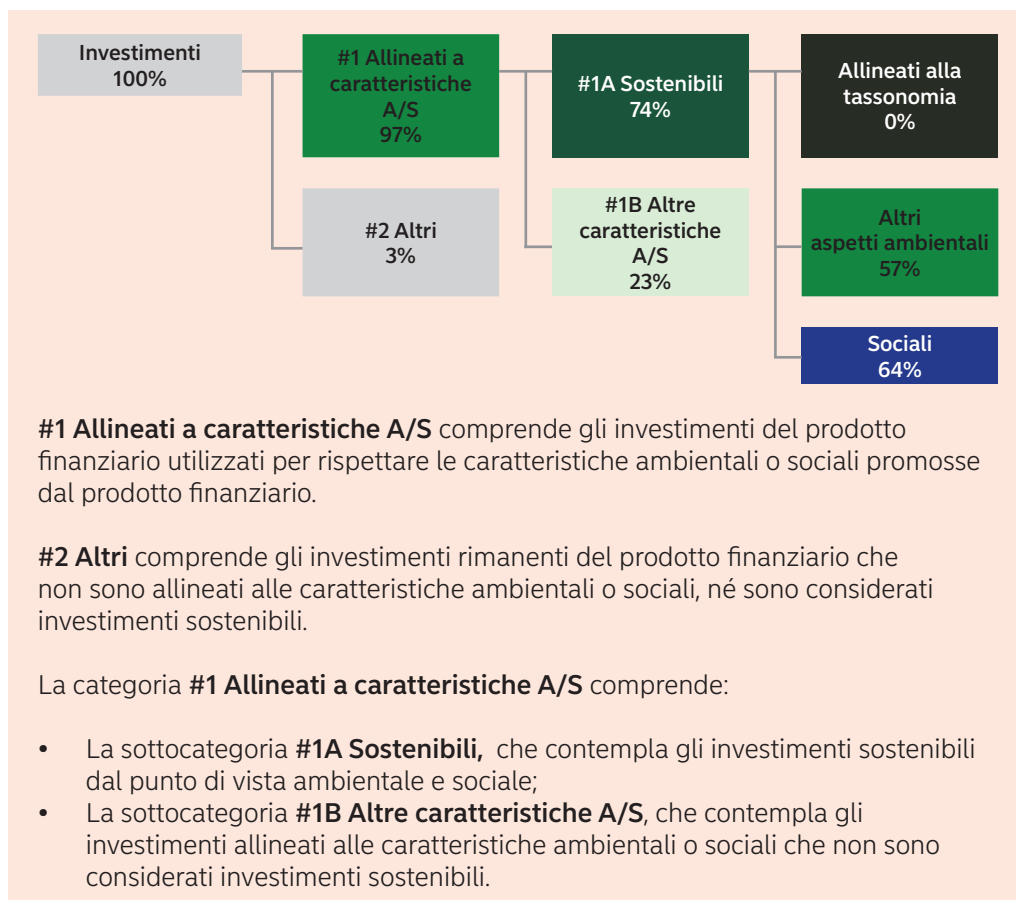 Investimenti
100%
#1 Allineati a
caratteristiche
A/S
97%
#1A Sostenibili
74%
Allineati alla
tassonomia
0%
#2 Altri
3%
#1B Altre
caratteristiche
A/S
23%
Altri
aspetti ambientali
57%
Sociali
64%
#1 Allineati a caratteristiche A/S comprende gli investimenti del prodotto
finanziario utilizzati per rispettare le caratteristiche ambientali o sociali promosse
dal prodotto finanziario.
#2 Altri comprende gli investimenti rimanenti del prodotto finanziario che
non sono allineati alle caratteristiche ambientali o sociali, né sono considerati
investimenti sostenibili.
La categoria #1 Allineati a caratteristiche A/S comprende:
• La sottocategoria #1A Sostenibili, che contempla gli investimenti sostenibili
dal punto di vista ambientale e sociale;
• La sottocategoria #1B Altre caratteristiche A/S, che contempla gli
investimenti allineati alle caratteristiche ambientali o sociali che non sono
considerati investimenti sostenibili.